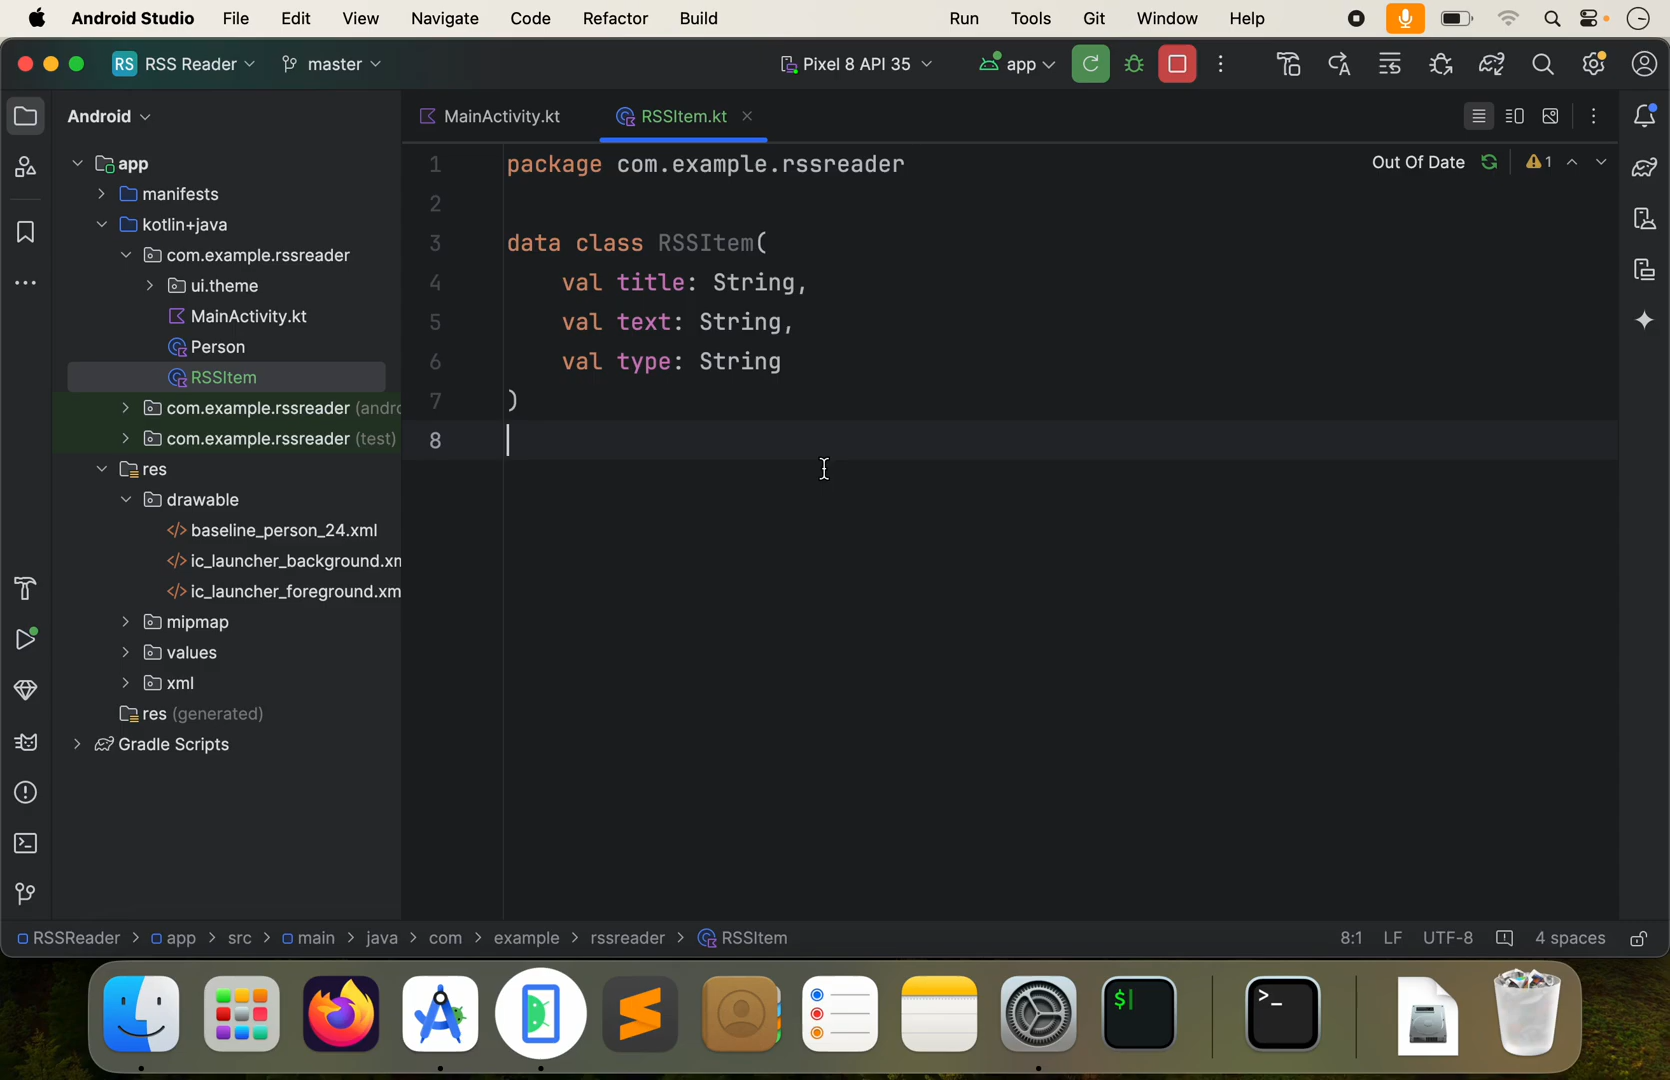 Android Studio File Edit View Navigate Code Refactor Build Run Tools Git Window Help
RS RSS Reader master Pixel 8 API 35 app
Android
MainActivity.kt RSSItem.kt
Out Of Date 1
app
manifests
kotlin+java
com.example.rssreader
ui.theme
MainActivity.kt
Person
RSSItem
com.example.rssreader (andro
com.example.rssreader (test)
res
drawable
baseline_person_24.xml
ic_launcher_background.xm
ic_launcher_foreground.xm
mipmap
values
xml
res (generated)
Gradle Scripts
1 package com.example.rssreader
2
3 data class RSSItem(
4 val title: String,
5 val text: String,
6 val type: String
7 )
8
RSSReader > app > src > main > java > com > example > rssreader > RSSItem 8:1 LF UTF-8 4 spaces
$
>_